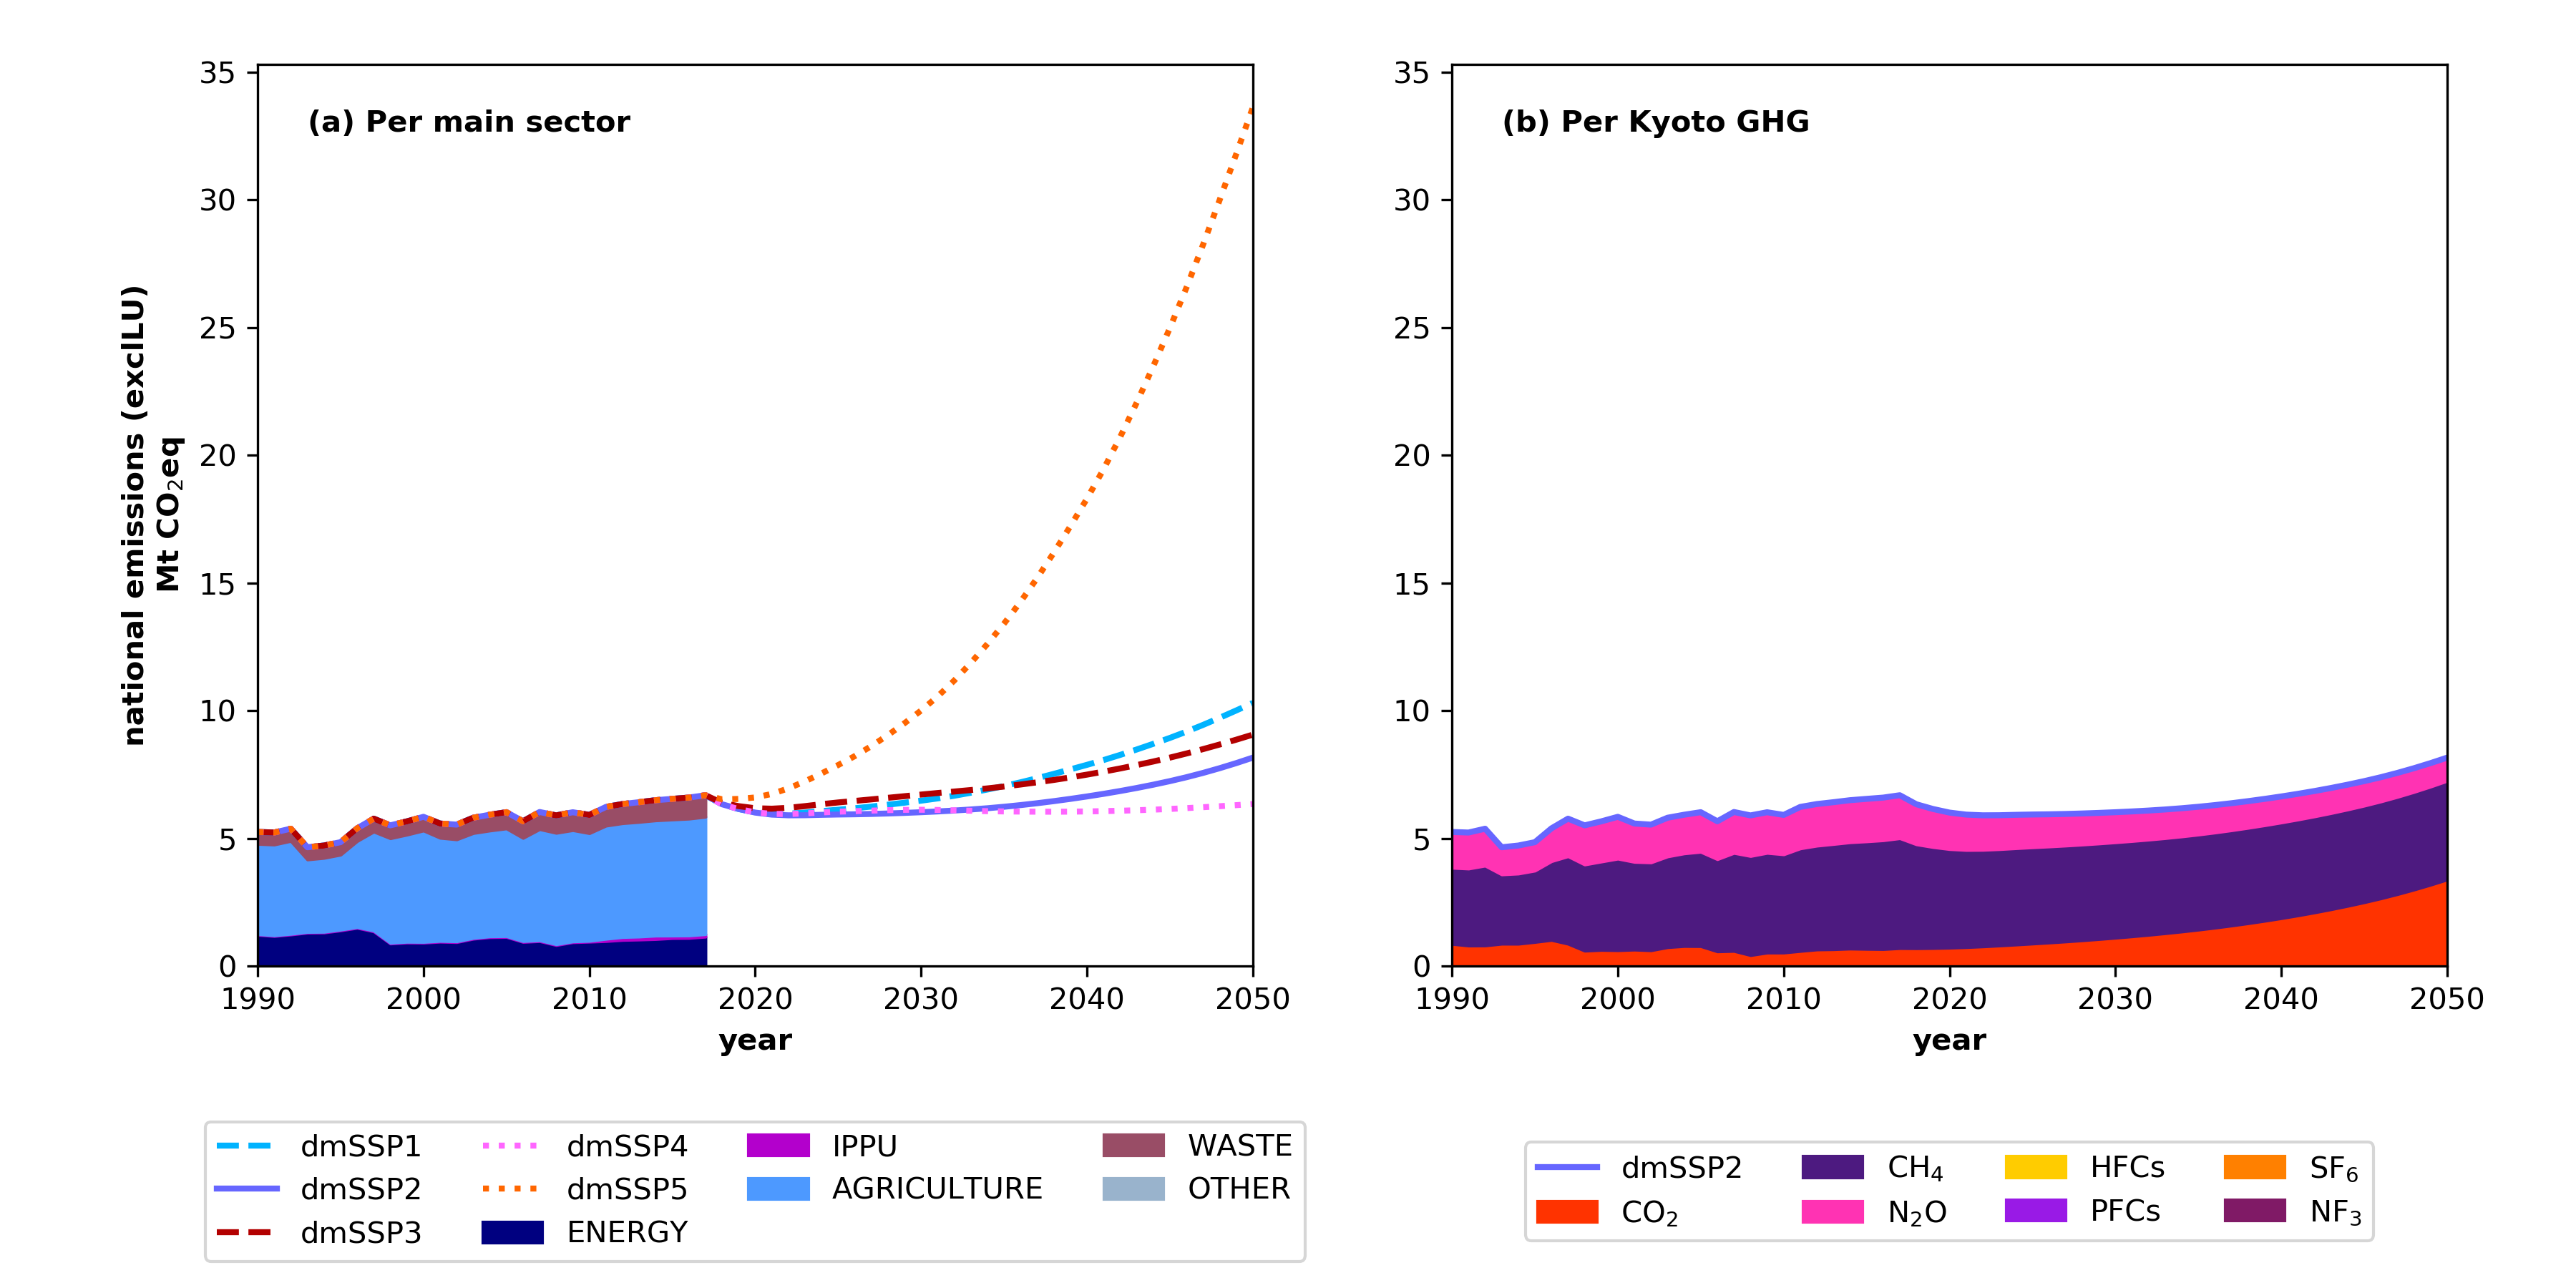 (a) Per main sector
national emissions (exclLU)
Mt CO₂eq
35
30
25
20
15
10
5
0
1990 2000 2010 2020 2030 2040 2050
year
dmSSP1
dmSSP2
dmSSP3
dmSSP4
dmSSP5
ENERGY
IPPU
AGRICULTURE
WASTE
OTHER
(b) Per Kyoto GHG
35
30
25
20
15
10
5
0
1990 2000 2010 2020 2030 2040 2050
year
dmSSP2
CO₂
CH₄
N₂O
HFCs
PFCs
SF₆
NF₃